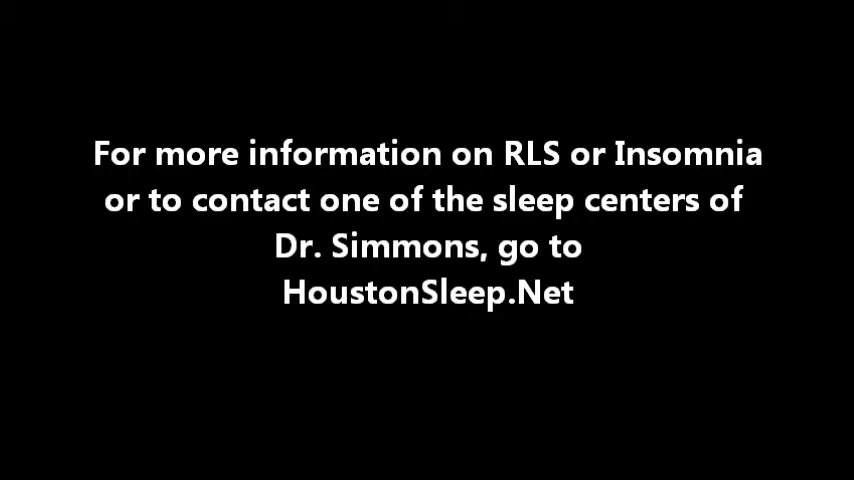 For more information on RLS or Insomnia
or to contact one of the sleep centers of
Dr. Simmons, go to
HoustonSleep.Net